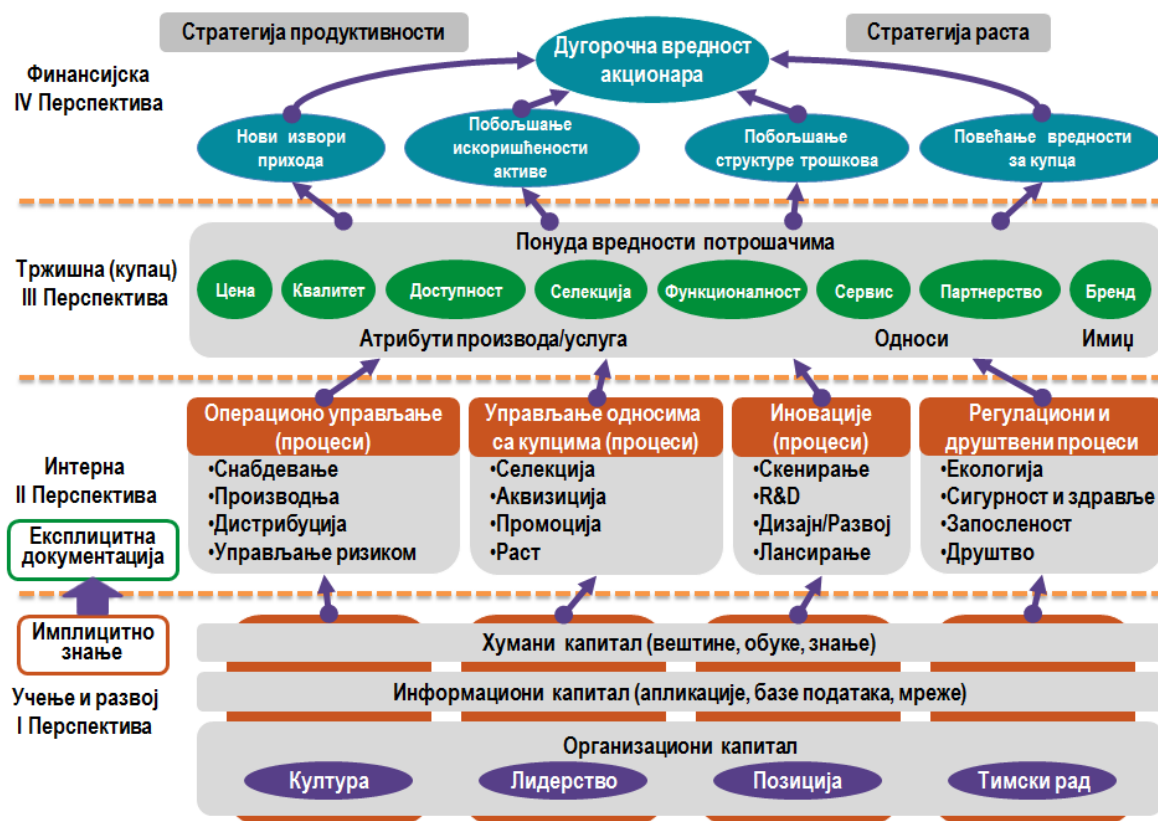 Стратегија продуктивности
Стратегија раста
Дугорочна вредност
акционара
Финансијска
IV Перспектива
Нови извори
прихода
Побољшање
искоришћености
активе
Побољшање
структуре трошкова
Повећање вредности
за купца
Тржишна (купац)
III Перспектива
Понуда вредности потрошачима
Цена
Квалитет
Доступност
Селекција
Функционалност
Сервис
Партнерство
Бренд
Атрибути производа/услуга
Односи
Имиџ
Интерна
II Перспектива
Експлицитна
документација
Операционо управљање
(процеси)
•Снабдевање
•Производња
•Дистрибуција
•Управљање ризиком
Управљање односима
са купцима (процеси)
•Селекција
•Аквизиција
•Промоција
•Раст
Иновације
(процеси)
•Скенирање
•R&D
•Дизајн/Развој
•Лансирање
Регулациони и
друштвени процеси
•Екологија
•Сигурност и здравље
•Запосленост
•Друштво
Имплицитно
знање
Учење и развој
I Перспектива
Хумани капитал (вештине, обуке, знање)
Информациони капитал (апликације, базе података, мреже)
Организациони капитал
Култура
Лидерство
Позиција
Тимски рад